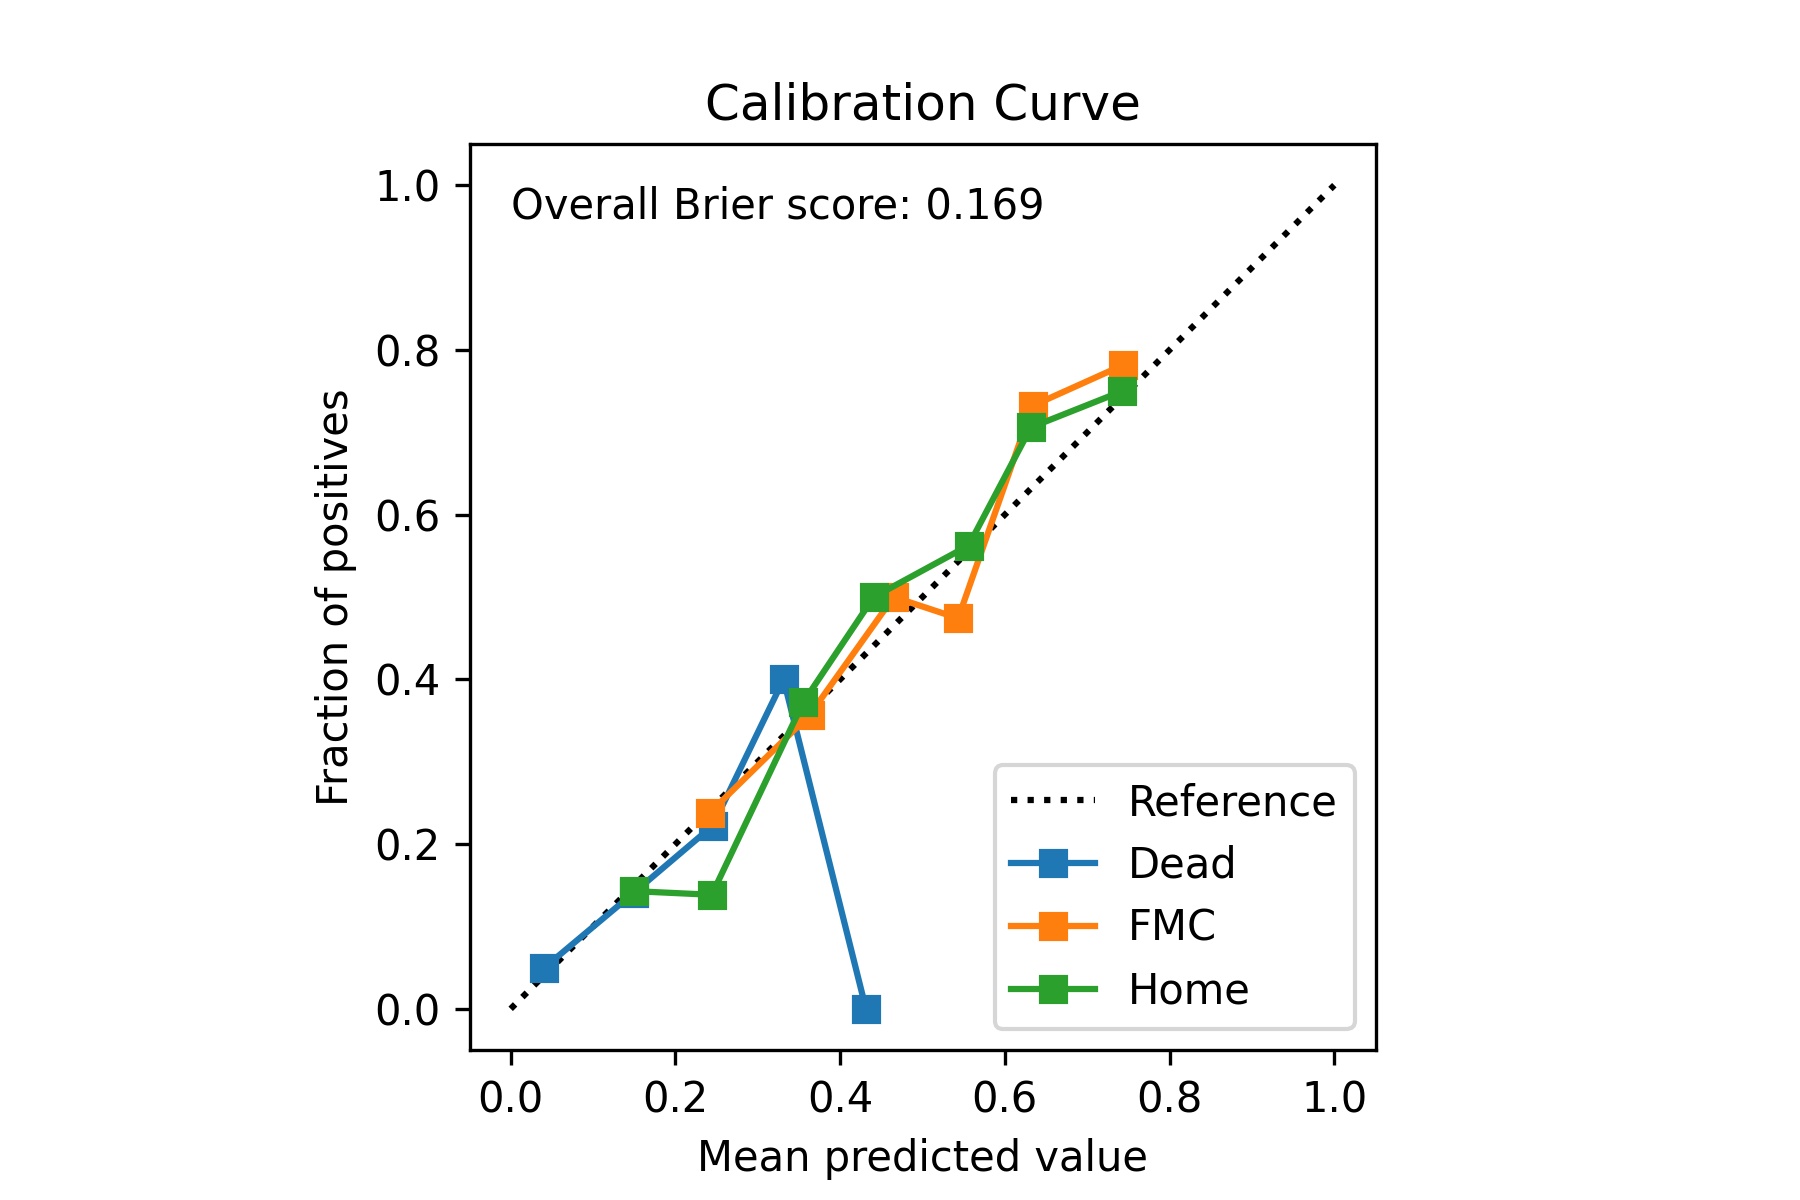 Calibration Curve
Overall Brier score: 0.169
1.0
0.8
0.6
0.4
0.2
0.0
Fraction of positives
Reference
Dead
FMC
Home
0.0 0.2 0.4 0.6 0.8 1.0
Mean predicted value